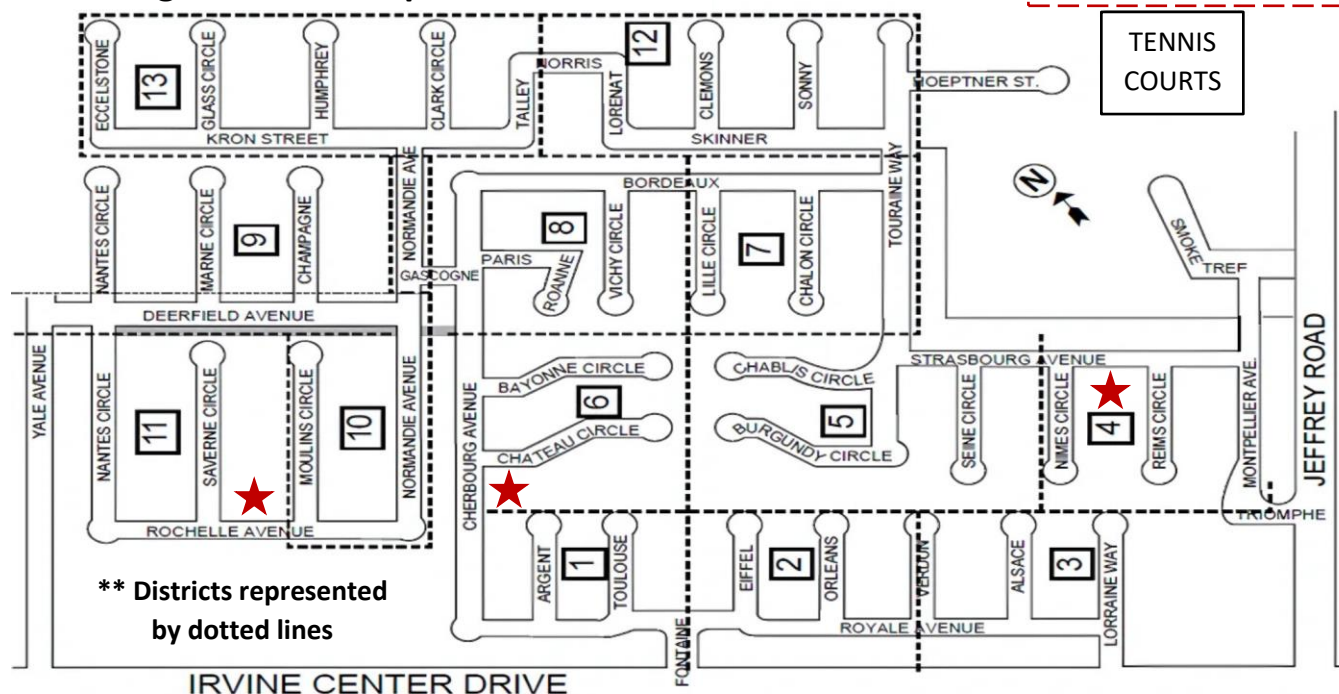 TENNIS
COURTS
ECCELSTONE
13
GLASS CIRCLE
HUMPHREY
CLARK CIRCLE
TALLEY
NORRIS
12
LORENAT
CLEMONS
SONNY
HOEPTNER ST.
KRON STREET
SKINNER
NORMANDIE AVE
BORDEAUX
TOURAINE WAY
N
NANTES CIRCLE
MARNE CIRCLE
9
CHAMPAGNE
GASCOGNE
PARIS
8
ROANNE
VICHY CIRCLE
LILLE CIRCLE
7
CHALON CIRCLE
SMOKE
TREF
DEERFIELD AVENUE
YALE AVENUE
NANTES CIRCLE
11
SAVERNE CIRCLE
MOULINS CIRCLE
10
NORMANDIE AVENUE
CHERBOURG AVENUE
BAYONNE CIRCLE
6
CHATEAU CIRCLE
CHABLIS CIRCLE
5
BURGUNDY CIRCLE
STRASBOURG AVENUE
SEINE CIRCLE
NIMES CIRCLE
4
REIMS CIRCLE
MONTPELLIER AVE.
JEFFREY ROAD
ROCHELLE AVENUE
TRIOMPHE
ARGENT
1
TOULOUSE
EIFFEL
2
ORLEANS
VERDUN
ALSACE
3
LORRAINE WAY
** Districts represented
by dotted lines
ROYALE AVENUE
FONTAINE
IRVINE CENTER DRIVE